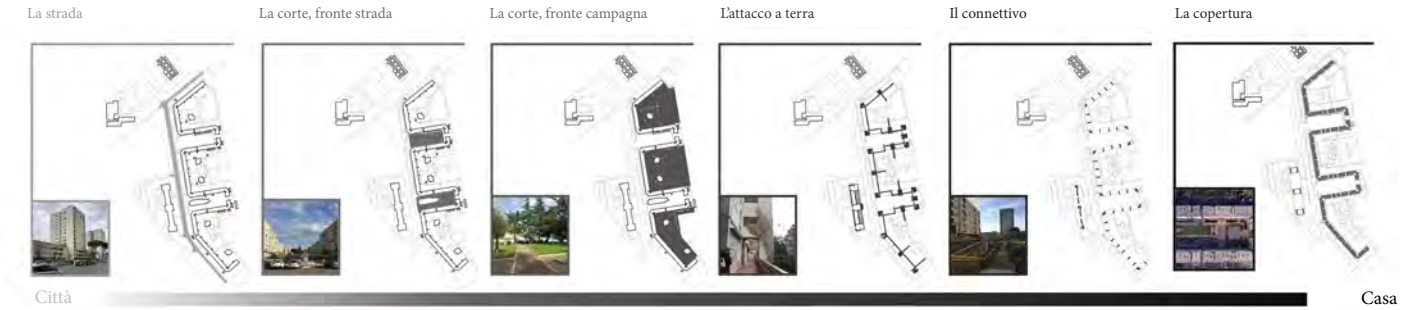 La strada
La corte, fronte strada
La corte, fronte campagna
L'attacco a terra
Il connettivo
La copertura
Città
Casa